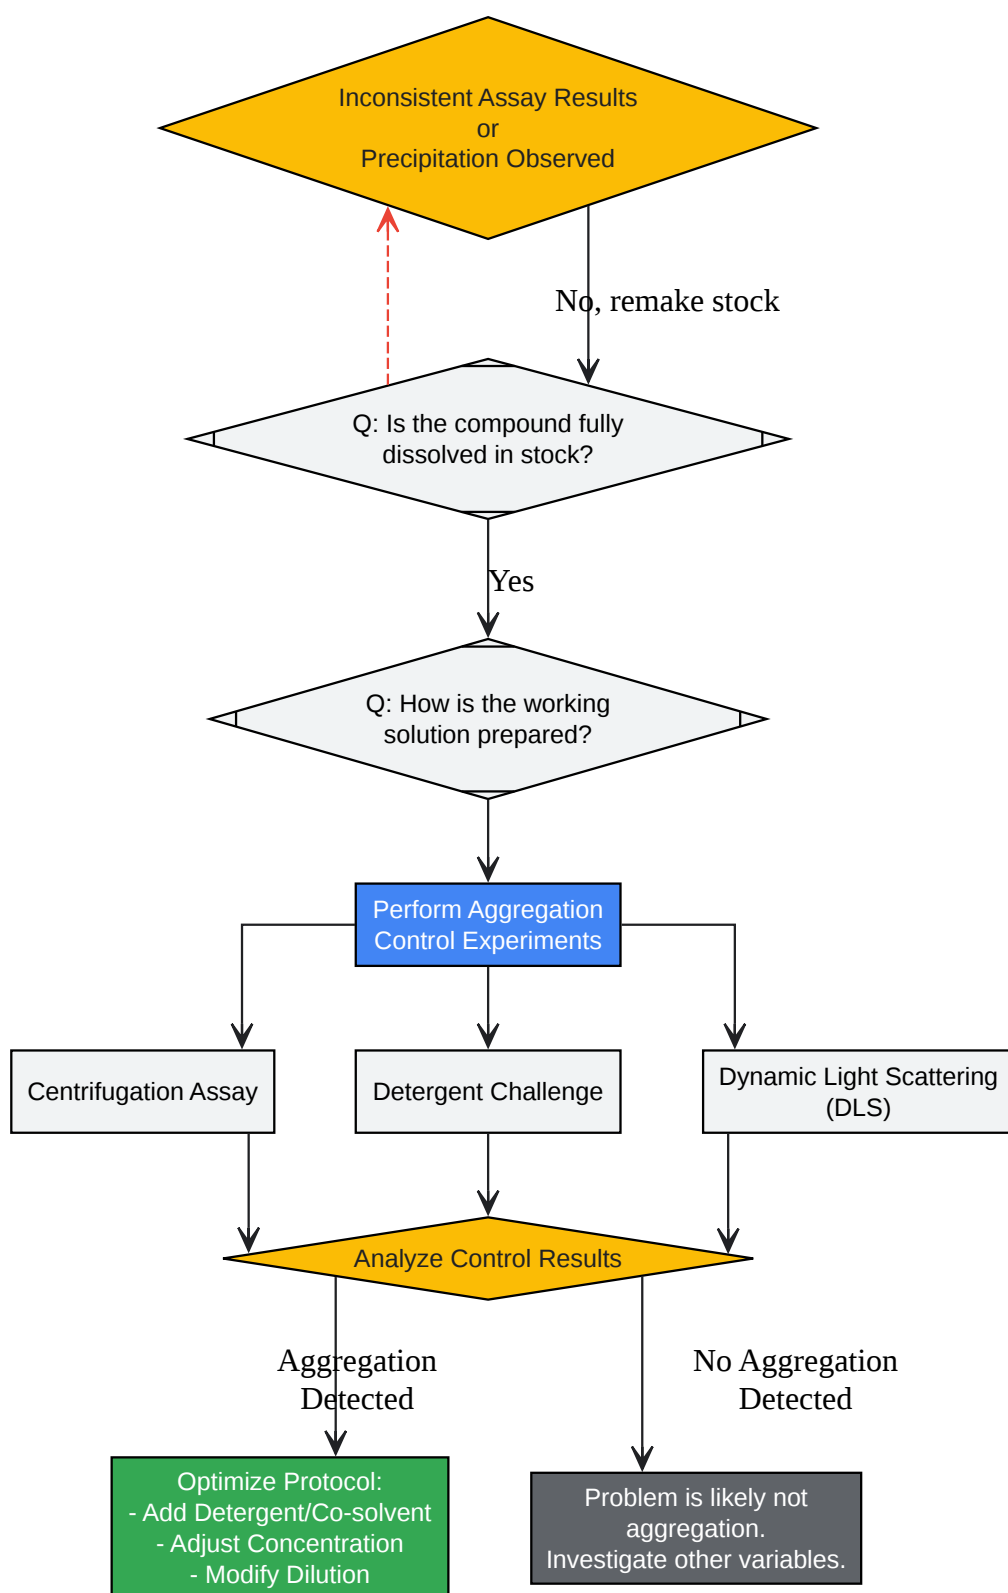 Inconsistent Assay Results
or
Precipitation Observed
No, remake stock
Q: Is the compound fully
dissolved in stock?
Yes
Q: How is the working
solution prepared?
Perform Aggregation
Control Experiments
Centrifugation Assay
Detergent Challenge
Dynamic Light Scattering
(DLS)
Analyze Control Results
Aggregation
Detected
No Aggregation
Detected
Optimize Protocol:
- Add Detergent/Co-solvent
- Adjust Concentration
- Modify Dilution
Problem is likely not
aggregation.
Investigate other variables.